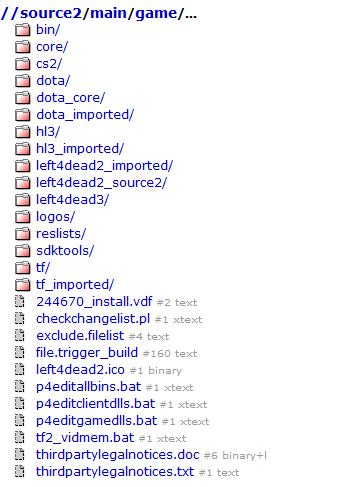 //source2/main/game/...
bin/
core/
cs2/
dota/
dota_core/
dota_imported/
hl3/
hl3_imported/
left4dead2_imported/
left4dead2_source2/
left4dead3/
logos/
reslists/
sdktools/
tf/
tf_imported/
244670_install.vdf #2 text
checkchangelist.pl #1 xtext
exclude.filelist #4 text
file.trigger_build #160 text
left4dead2.ico #1 binary
p4editallbins.bat #1 xtext
p4editclientdlls.bat #1 xtext
p4editgamedlls.bat #1 xtext
tf2_vidmem.bat #1 xtext
thirdpartylegalnotices.doc #6 binary+l
thirdpartylegalnotices.txt #1 text